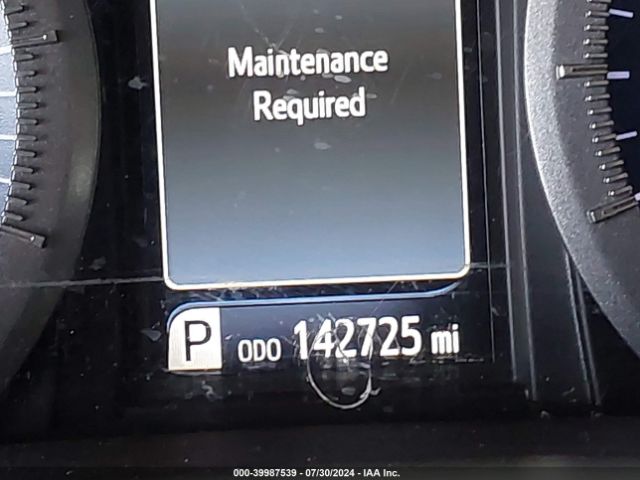 Maintenance
Required
P ODO 142725 mi
000-39987539 - 07/30/2024 - IAA Inc.